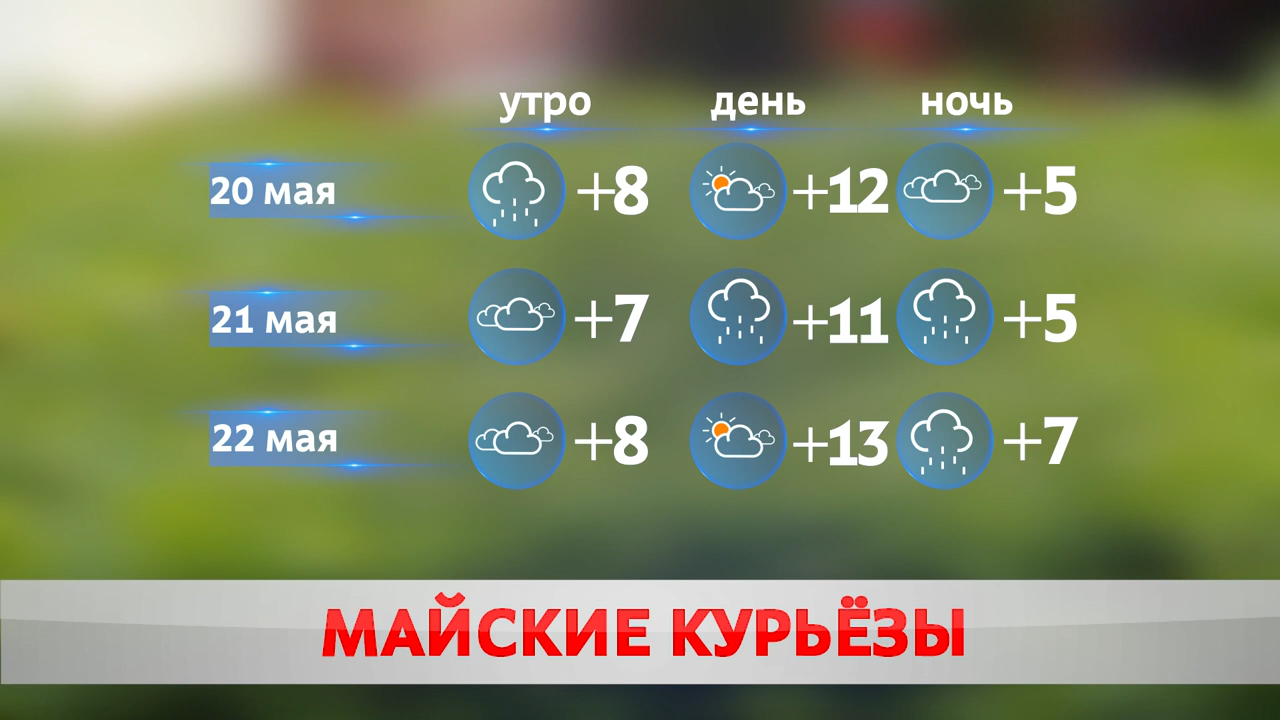 утро день ночь
20 мая +8 +12 +5
21 мая +7 +11 +5
22 мая +8 +13 +7
МАЙСКИЕ КУРЬЁЗЫ